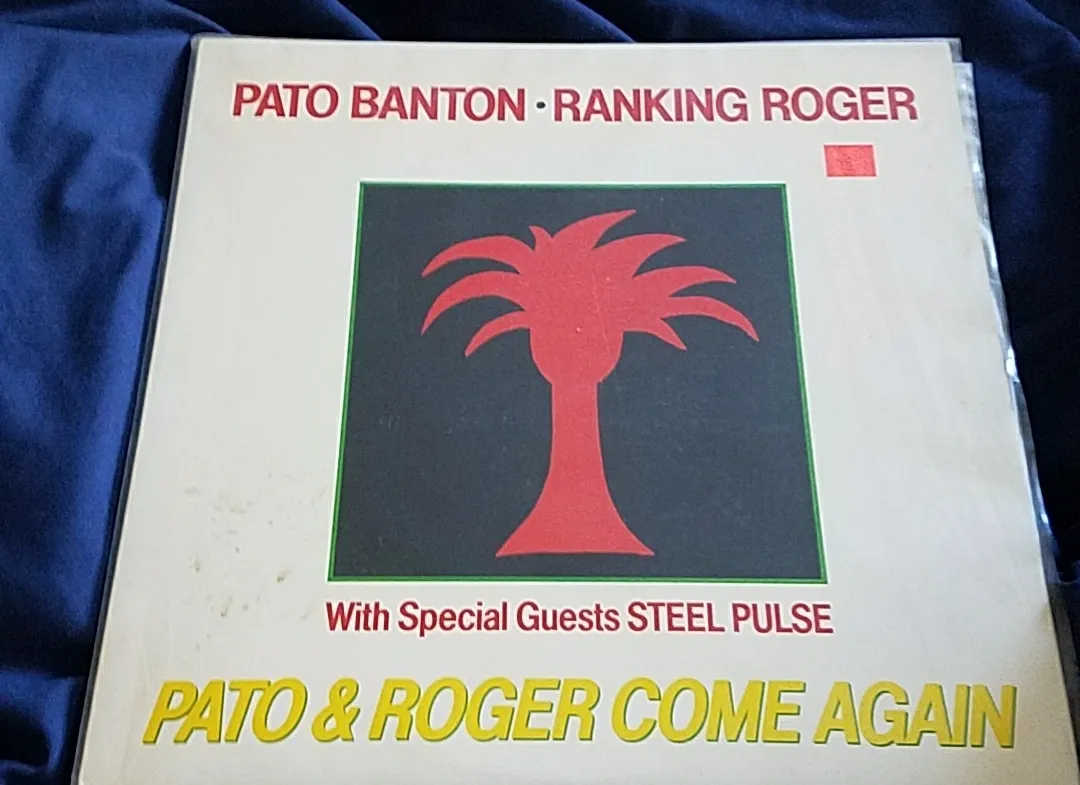 PATO BANTON · RANKING ROGER
With Special Guests STEEL PULSE
PATO & ROGER COME AGAIN